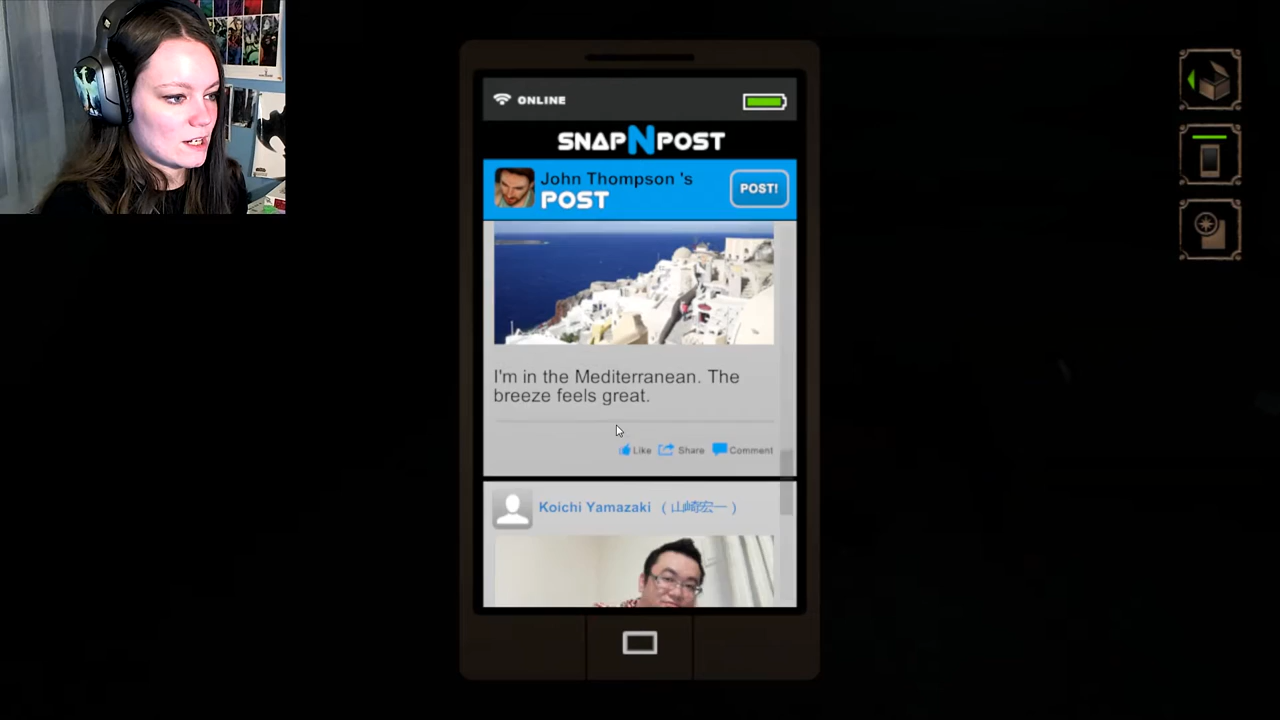 ONLINE
SNAPNPOST
John Thompson 's
POST
POST!
I'm in the Mediterranean. The
breeze feels great.
Like Share Comment
Koichi Yamazaki （山崎宏一）